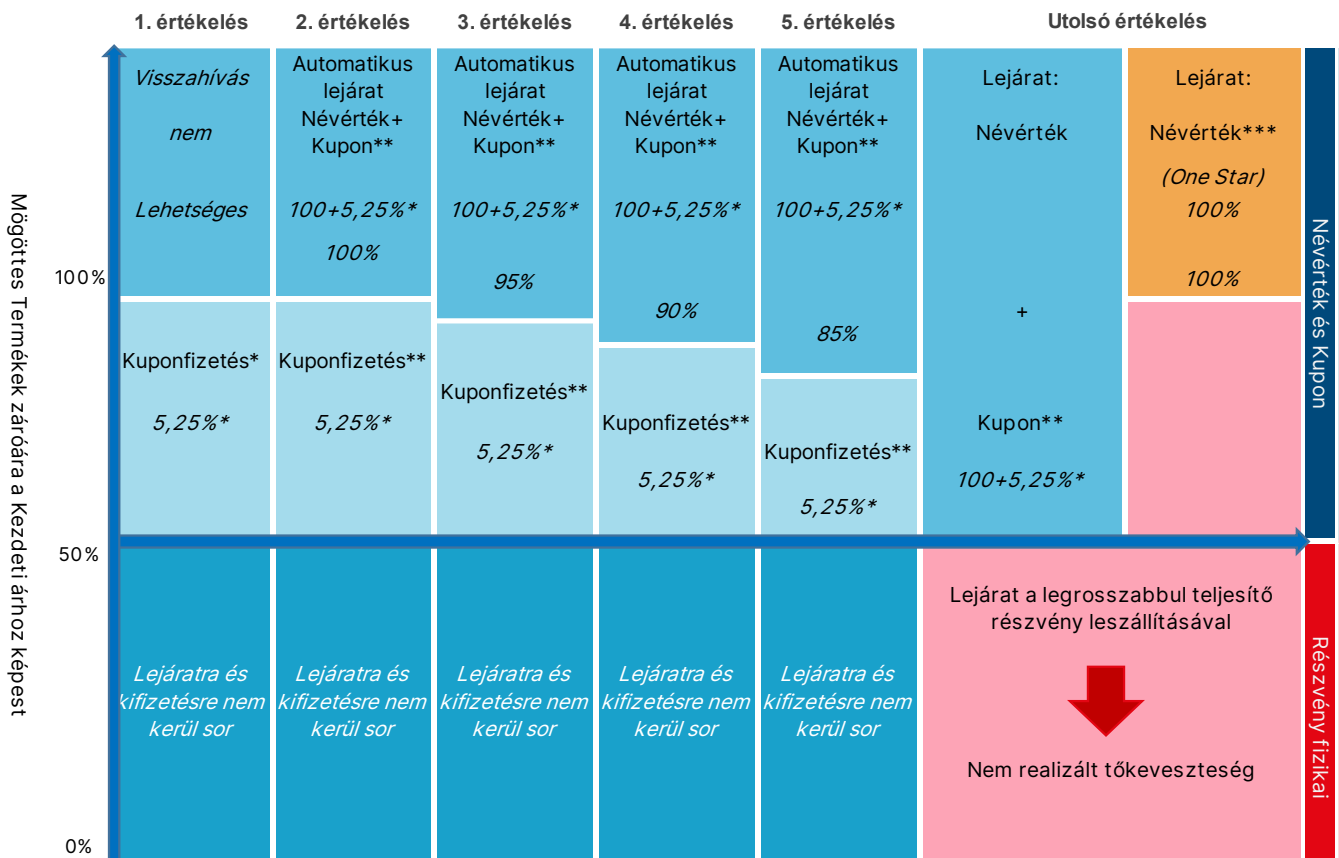 1. értékelés
2. értékelés
3. értékelés
4. értékelés
5. értékelés
Utolsó értékelés
Mögöttes Termékek záróára a Kezdeti árhoz képest
100%
50%
0%
Visszahívás
nem
Lehetséges
Kuponfizetés*
5,25%*
Lejáratra és
kifizetésre nem
kerül sor
Automatikus
lejárat
Névérték+
Kupon**
100+5,25%*
100%
Kuponfizetés**
5,25%*
Lejáratra és
kifizetésre nem
kerül sor
Automatikus
lejárat
Névérték+
Kupon**
100+5,25%*
95%
Kuponfizetés**
5,25%*
Lejáratra és
kifizetésre nem
kerül sor
Automatikus
lejárat
Névérték+
Kupon**
100+5,25%*
90%
Kuponfizetés**
5,25%*
Lejáratra és
kifizetésre nem
kerül sor
Automatikus
lejárat
Névérték+
Kupon**
100+5,25%*
85%
Kuponfizetés**
5,25%*
Lejáratra és
kifizetésre nem
kerül sor
Lejárat:
Névérték
+
Kupon**
100+5,25%*
Lejárat:
Névérték***
(One Star)
100%
100%
Lejárat a legrosszabbul teljesítő
részvény leszállításával
Nem realizált tőkeveszteség
Névérték és Kupon
Részvény fizikai